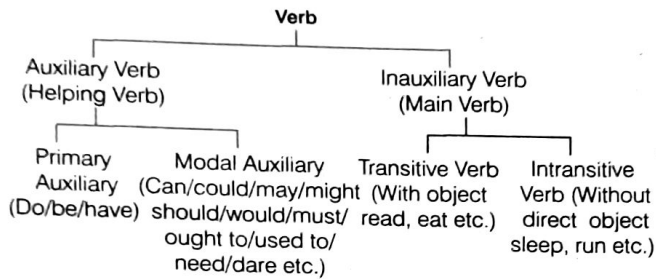 Verb
Auxiliary Verb
(Helping Verb)
Inauxiliary Verb
(Main Verb)
Primary
Auxiliary
(Do/be/have)
Modal Auxiliary
(Can/could/may/might
should/would/must/
ought to/used to/
need/dare etc.)
Transitive Verb
(With object
read, eat etc.)
Intransitive
Verb (Without
direct object
sleep, run etc.)